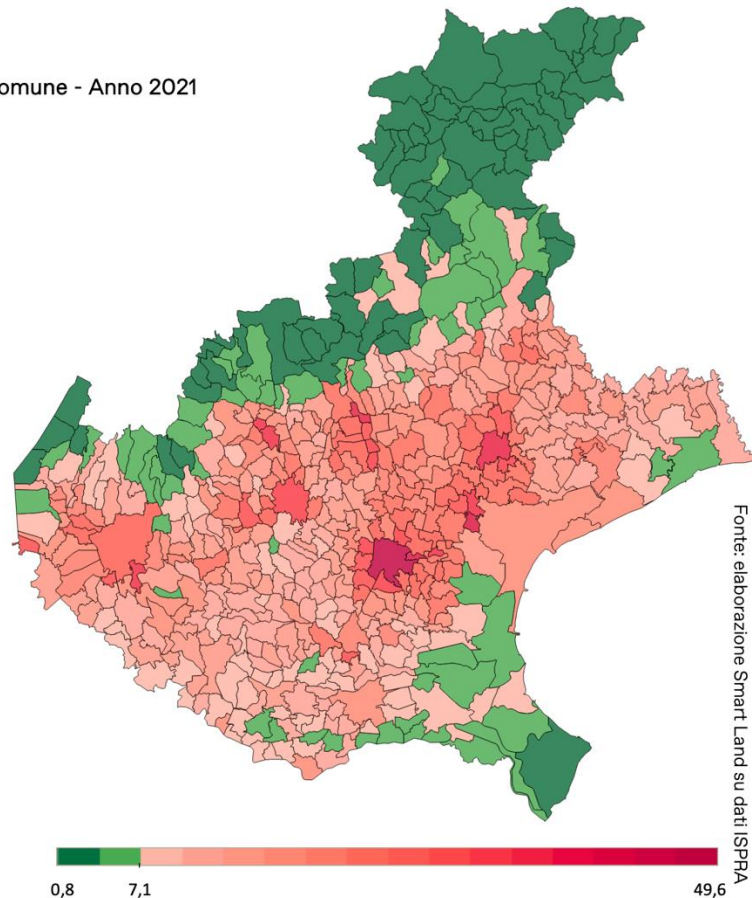 omune - Anno 2021
Fonte: elaborazione Smart Land su dati ISPRA
0,8
7,1
49,6